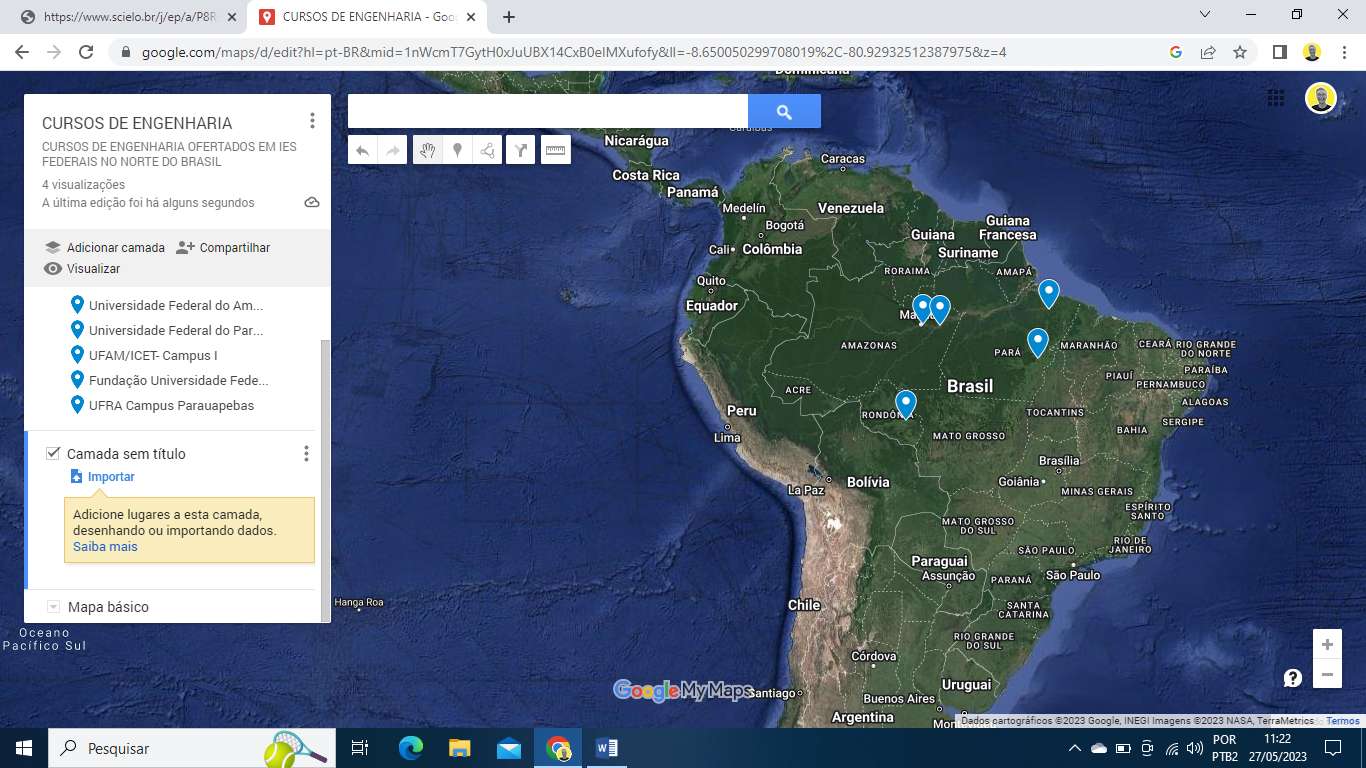 https://www.scielo.br/j/ep/a/P8R
CURSOS DE ENGENHARIA - Goo
google.com/maps/d/edit?hl=pt-BR&mid=1nWcmT7GytH0xJuUBX14CxB0eIMXufofy&ll=-8.650050299708019%2C-80.92932512387975&z=4
CURSOS DE ENGENHARIA
CURSOS DE ENGENHARIA OFERTADOS EM IES
FEDERAIS NO NORTE DO BRASIL
4 visualizações
A última edição foi há alguns segundos
Adicionar camada
Compartilhar
Visualizar
Universidade Federal do Am...
Universidade Federal do Par...
UFAM/ICET- Campus I
Fundação Universidade Fede...
UFRA Campus Parauapebas
Camada sem título
Importar
Adicione lugares a esta camada,
desenhando ou importando dados.
Saiba mais
Mapa básico
Dominicana
Caraíbas
Nicarágua
Costa Rica
Panamá
Caracas
Medelín
Venezuela
Bogotá
Cali
Colômbia
Guiana
Guiana
Francesa
Suriname
RORAIMA
AMAPÁ
Quito
Equador
AMAZONAS
PARÁ
MARANHÃO
CEARÁ
RIO GRANDE
DO NORTE
PARAÍBA
PIAUÍ
PERNAMBUCO
ACRE
Brasil
ALAGOAS
Peru
RONDÔNIA
TOCANTINS
SERGIPE
BAHIA
Lima
MATO GROSSO
Brasília
Goiânia
La Paz
Bolívia
MINAS GERAIS
ESPÍRITO
SANTO
MATO GROSSO
DO SUL
RIO DE
JANEIRO
SÃO PAULO
Paraguai
Assunção
PARANÁ
São Paulo
Chile
SANTA
CATARINA
Hanga Roa
RIO GRANDE
DO SUL
Oceano
Pacífico Sul
Córdova
Uruguai
Google My Maps
Santiago
Buenos Aires
Argentina
Dados cartográficos ©2023 Google, INEGI Imagens ©2023 NASA, TerraMetrics
Termos
Pesquisar
POR
PTB2
11:22
27/05/2023